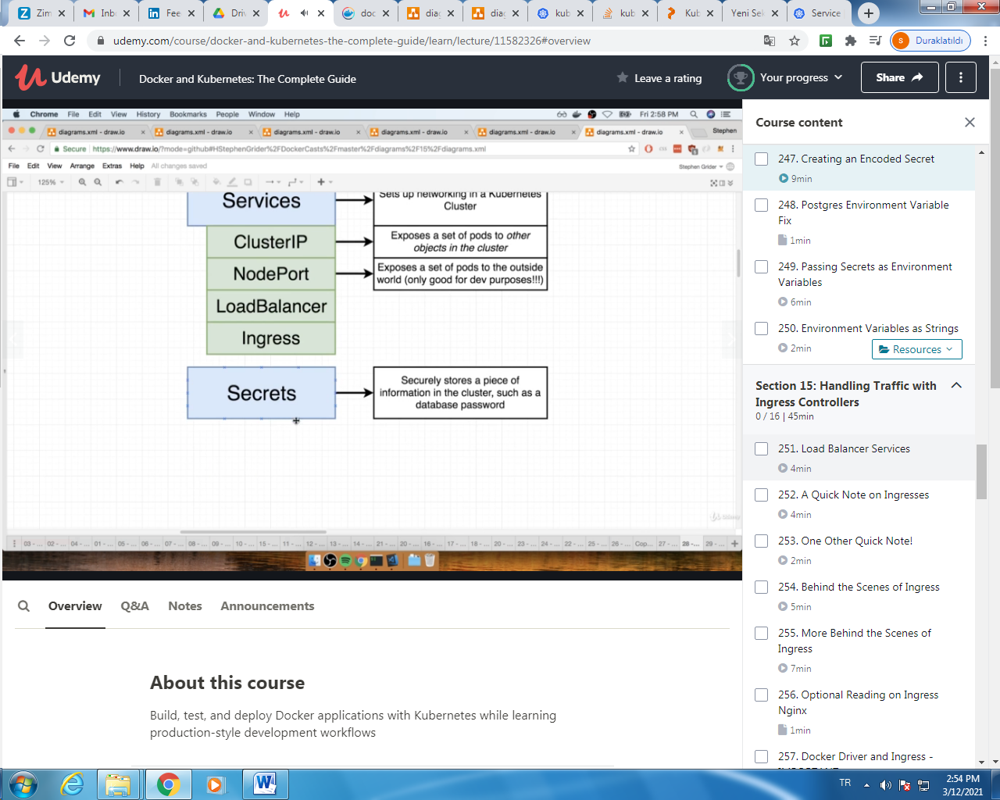 Zim
Inb
Fee
Driv
doc
diag
diag
kub
kub
Kub
Yeni Sek
Service
udemy.com/course/docker-and-kubernetes-the-complete-guide/learn/lecture/11582326#overview
s
Duraklatıldı
Udemy
Docker and Kubernetes: The Complete Guide
Leave a rating
Your progress
Share
Chrome File Edit View History Bookmarks People Window Help
Fri 2:58 PM
diagrams.xml - draw.io
diagrams.xml - draw.io
diagrams.xml - draw.io
diagrams.xml - draw.io
diagrams.xml - draw.io
diagrams.xml - draw.io
Stephen
Secure https://www.draw.io/?mode=github#HStephenGrider%2FDockerCasts%2Fmaster%2Fdiagrams%2F15%2Fdiagrams.xml
File Edit View Arrange Extras Help All changes saved
Stephen Grider
125%
Services
Sets up networking in a Kubernetes
Cluster
ClusterIP
Exposes a set of pods to other
objects in the cluster
NodePort
Exposes a set of pods to the outside
world (only good for dev purposes!!!)
LoadBalancer
Ingress
Secrets
Securely stores a piece of
information in the cluster, such as a
database password
Udemy
03 - ... 02 - ... 04 - ... 01 - ... 05 - ... 06 - ... 07 - ... 08 - ... 09 - ... 10 - ... 15 - ... 11 - ... 12 - ... 13 - ... 14 - ... 21 - ... 20 - ... 16 - ... 17 - ... 18 - ... 20 - ... 19 - ... 22 - ... 23 - ... 24 - ... 22 - ... 25 - ... 26 - ... Cop... 27 - ... 28 - ... 29 - ...
Overview
Q&A
Notes
Announcements
About this course
Build, test, and deploy Docker applications with Kubernetes while learning
production-style development workflows
Course content
247. Creating an Encoded Secret
9min
248. Postgres Environment Variable
Fix
1min
249. Passing Secrets as Environment
Variables
6min
250. Environment Variables as Strings
2min
Resources
Section 15: Handling Traffic with
Ingress Controllers
0 / 16 | 45min
251. Load Balancer Services
4min
252. A Quick Note on Ingresses
4min
253. One Other Quick Note!
2min
254. Behind the Scenes of Ingress
5min
255. More Behind the Scenes of
Ingress
7min
256. Optional Reading on Ingress
Nginx
1min
257. Docker Driver and Ingress -
TR
2:54 PM
3/12/2021